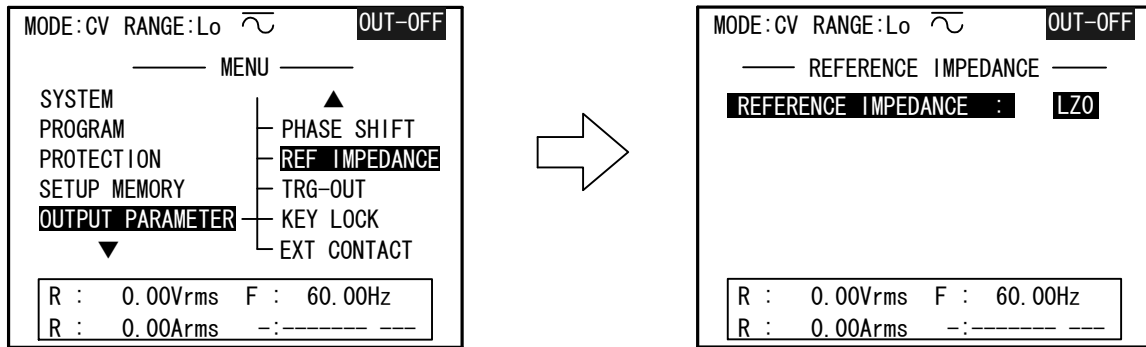 MODE:CV RANGE:Lo OUT-OFF
MENU
SYSTEM ▲
PROGRAM PHASE SHIFT
PROTECTION REF IMPEDANCE
SETUP MEMORY TRG-OUT
OUTPUT PARAMETER KEY LOCK
▼ EXT CONTACT
R : 0.00Vrms F : 60.00Hz
R : 0.00Arms -:------- ---
MODE:CV RANGE:Lo OUT-OFF
REFERENCE IMPEDANCE
REFERENCE IMPEDANCE : LZ0
R : 0.00Vrms F : 60.00Hz
R : 0.00Arms -:------- ---